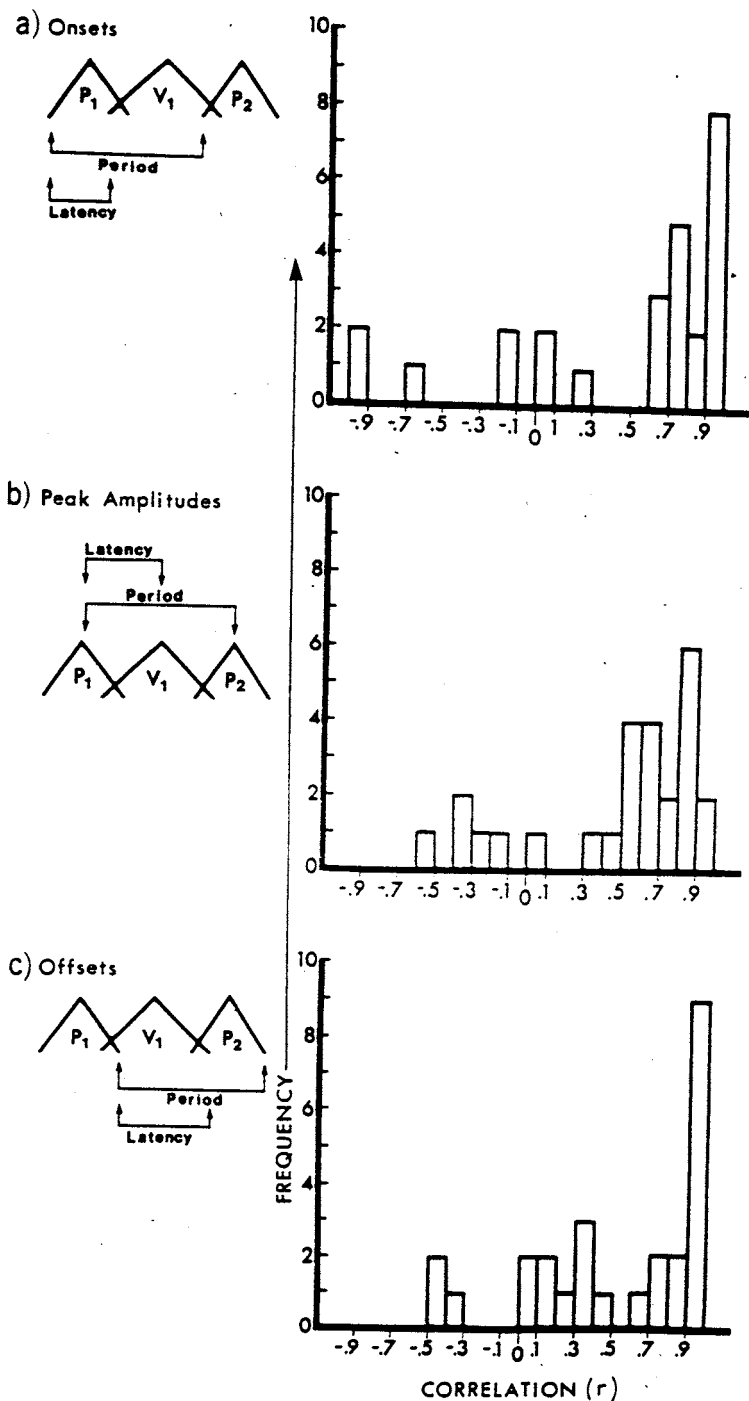 a) Onsets
P₁ V₁ P₂
Period
Latency
10
8
6
4
2
0
-.9 -.7 -.5 -.3 -.1 0 .1 .3 .5 .7 .9
b) Peak Amplitudes
Latency
Period
P₁ V₁ P₂
10
8
6
4
2
0
-.9 -.7 -.5 -.3 -.1 0 .1 .3 .5 .7 .9
c) Offsets
P₁ V₁ P₂
Period
Latency
FREQUENCY
10
8
6
4
2
0
-.9 -.7 -.5 -.3 -.1 0 .1 .3 .5 .7 .9
CORRELATION (r)